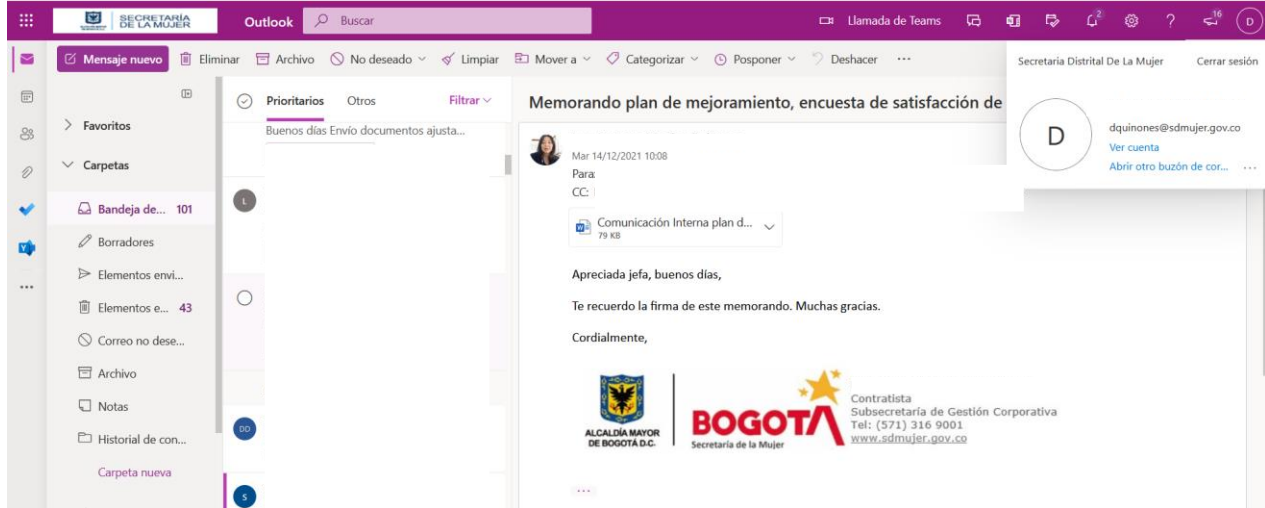 SECRETARÍA
DE LA MUJER
Outlook
Buscar
Llamada de Teams
2
16
D
Mensaje nuevo
Eliminar
Archivo
No deseado
Limpiar
Mover a
Categorizar
Posponer
Deshacer
Secretaria Distrital De La Mujer
Cerrar sesión
D
dquinones@sdmujer.gov.co
Ver cuenta
Abrir otro buzón de cor...
Favoritos
Carpetas
Bandeja de... 101
Borradores
Elementos envi...
Elementos e... 43
Correo no dese...
Archivo
Notas
Historial de con...
Carpeta nueva
Prioritarios
Otros
Filtrar
Buenos días Envío documentos ajusta...
L
DD
S
Memorando plan de mejoramiento, encuesta de satisfacción de
Mar 14/12/2021 10:08
Para:
CC:
Comunicación Interna plan d...
79 KB
Apreciada jefa, buenos días,
Te recuerdo la firma de este memorando. Muchas gracias.
Cordialmente,
ALCALDÍA MAYOR
DE BOGOTÁ D.C.
BOGOTÁ
Secretaría de la Mujer
Contratista
Subsecretaría de Gestión Corporativa
Tel: (571) 316 9001
www.sdmujer.gov.co